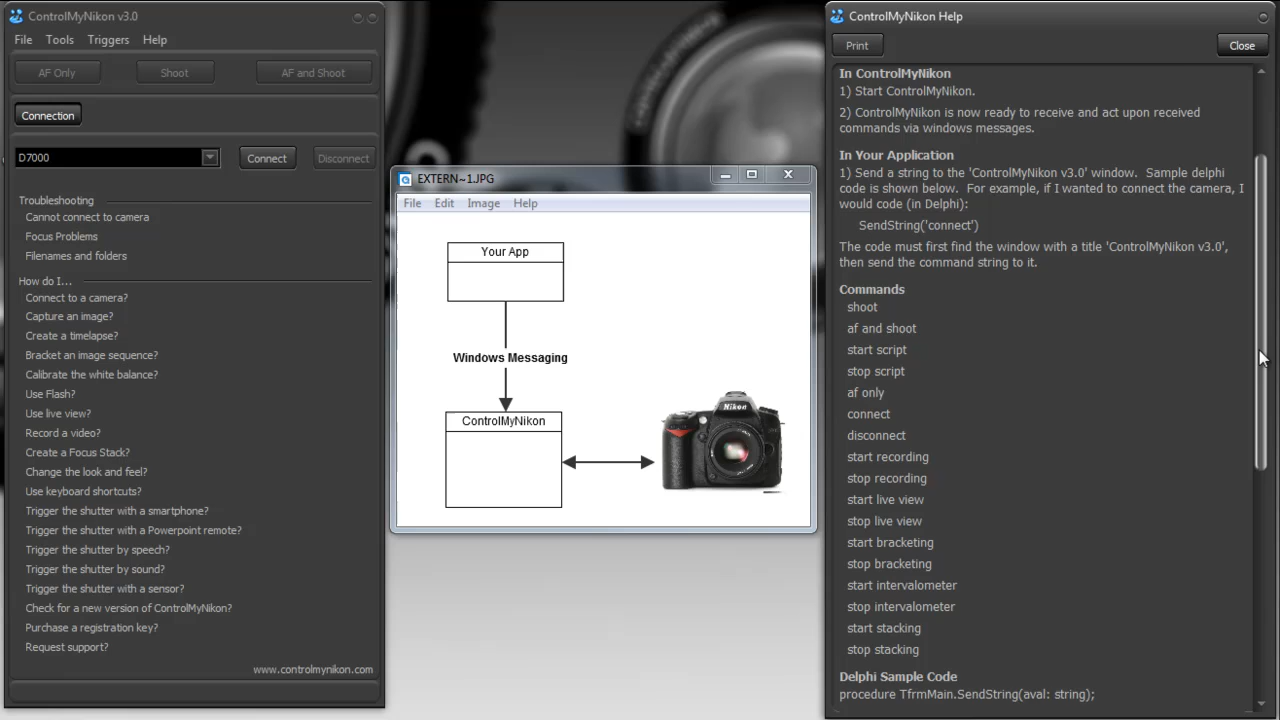 ControlMyNikon v3.0
File Tools Triggers Help
AF Only Shoot AF and Shoot
Connection
D7000 Connect Disconnect
Troubleshooting
Cannot connect to camera
Focus Problems
Filenames and folders
How do I...
Connect to a camera?
Capture an image?
Create a timelapse?
Bracket an image sequence?
Calibrate the white balance?
Use Flash?
Use live view?
Record a video?
Create a Focus Stack?
Change the look and feel?
Use keyboard shortcuts?
Trigger the shutter with a smartphone?
Trigger the shutter with a Powerpoint remote?
Trigger the shutter by speech?
Trigger the shutter by sound?
Trigger the shutter with a sensor?
Check for a new version of ControlMyNikon?
Purchase a registration key?
Request support?
www.controlmynikon.com
EXTERN~1.JPG
File Edit Image Help
Your App
Windows Messaging
ControlMyNikon
Nikon
ControlMyNikon Help
Print Close
In ControlMyNikon
1) Start ControlMyNikon.
2) ControlMyNikon is now ready to receive and act upon received
commands via windows messages.
In Your Application
1) Send a string to the 'ControlMyNikon v3.0' window. Sample delphi
code is shown below. For example, if I wanted to connect the camera, I
would code (in Delphi):
SendString('connect')
The code must first find the window with a title 'ControlMyNikon v3.0',
then send the command string to it.
Commands
shoot
af and shoot
start script
stop script
af only
connect
disconnect
start recording
stop recording
start live view
stop live view
start bracketing
stop bracketing
start intervalometer
stop intervalometer
start stacking
stop stacking
Delphi Sample Code
procedure TfrmMain.SendString(aval: string);